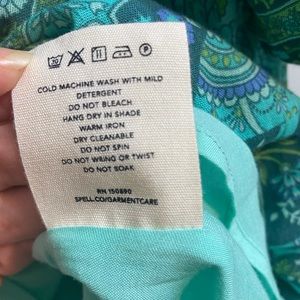 COLD MACHINE WASH WITH MILD
DETERGENT
DO NOT BLEACH
HANG DRY IN SHADE
WARM IRON
DRY CLEANABLE
DO NOT SPIN
DO NOT WRING OR TWIST
DO NOT SOAK
RN 150890
SPELL.CO/GARMENTCARE